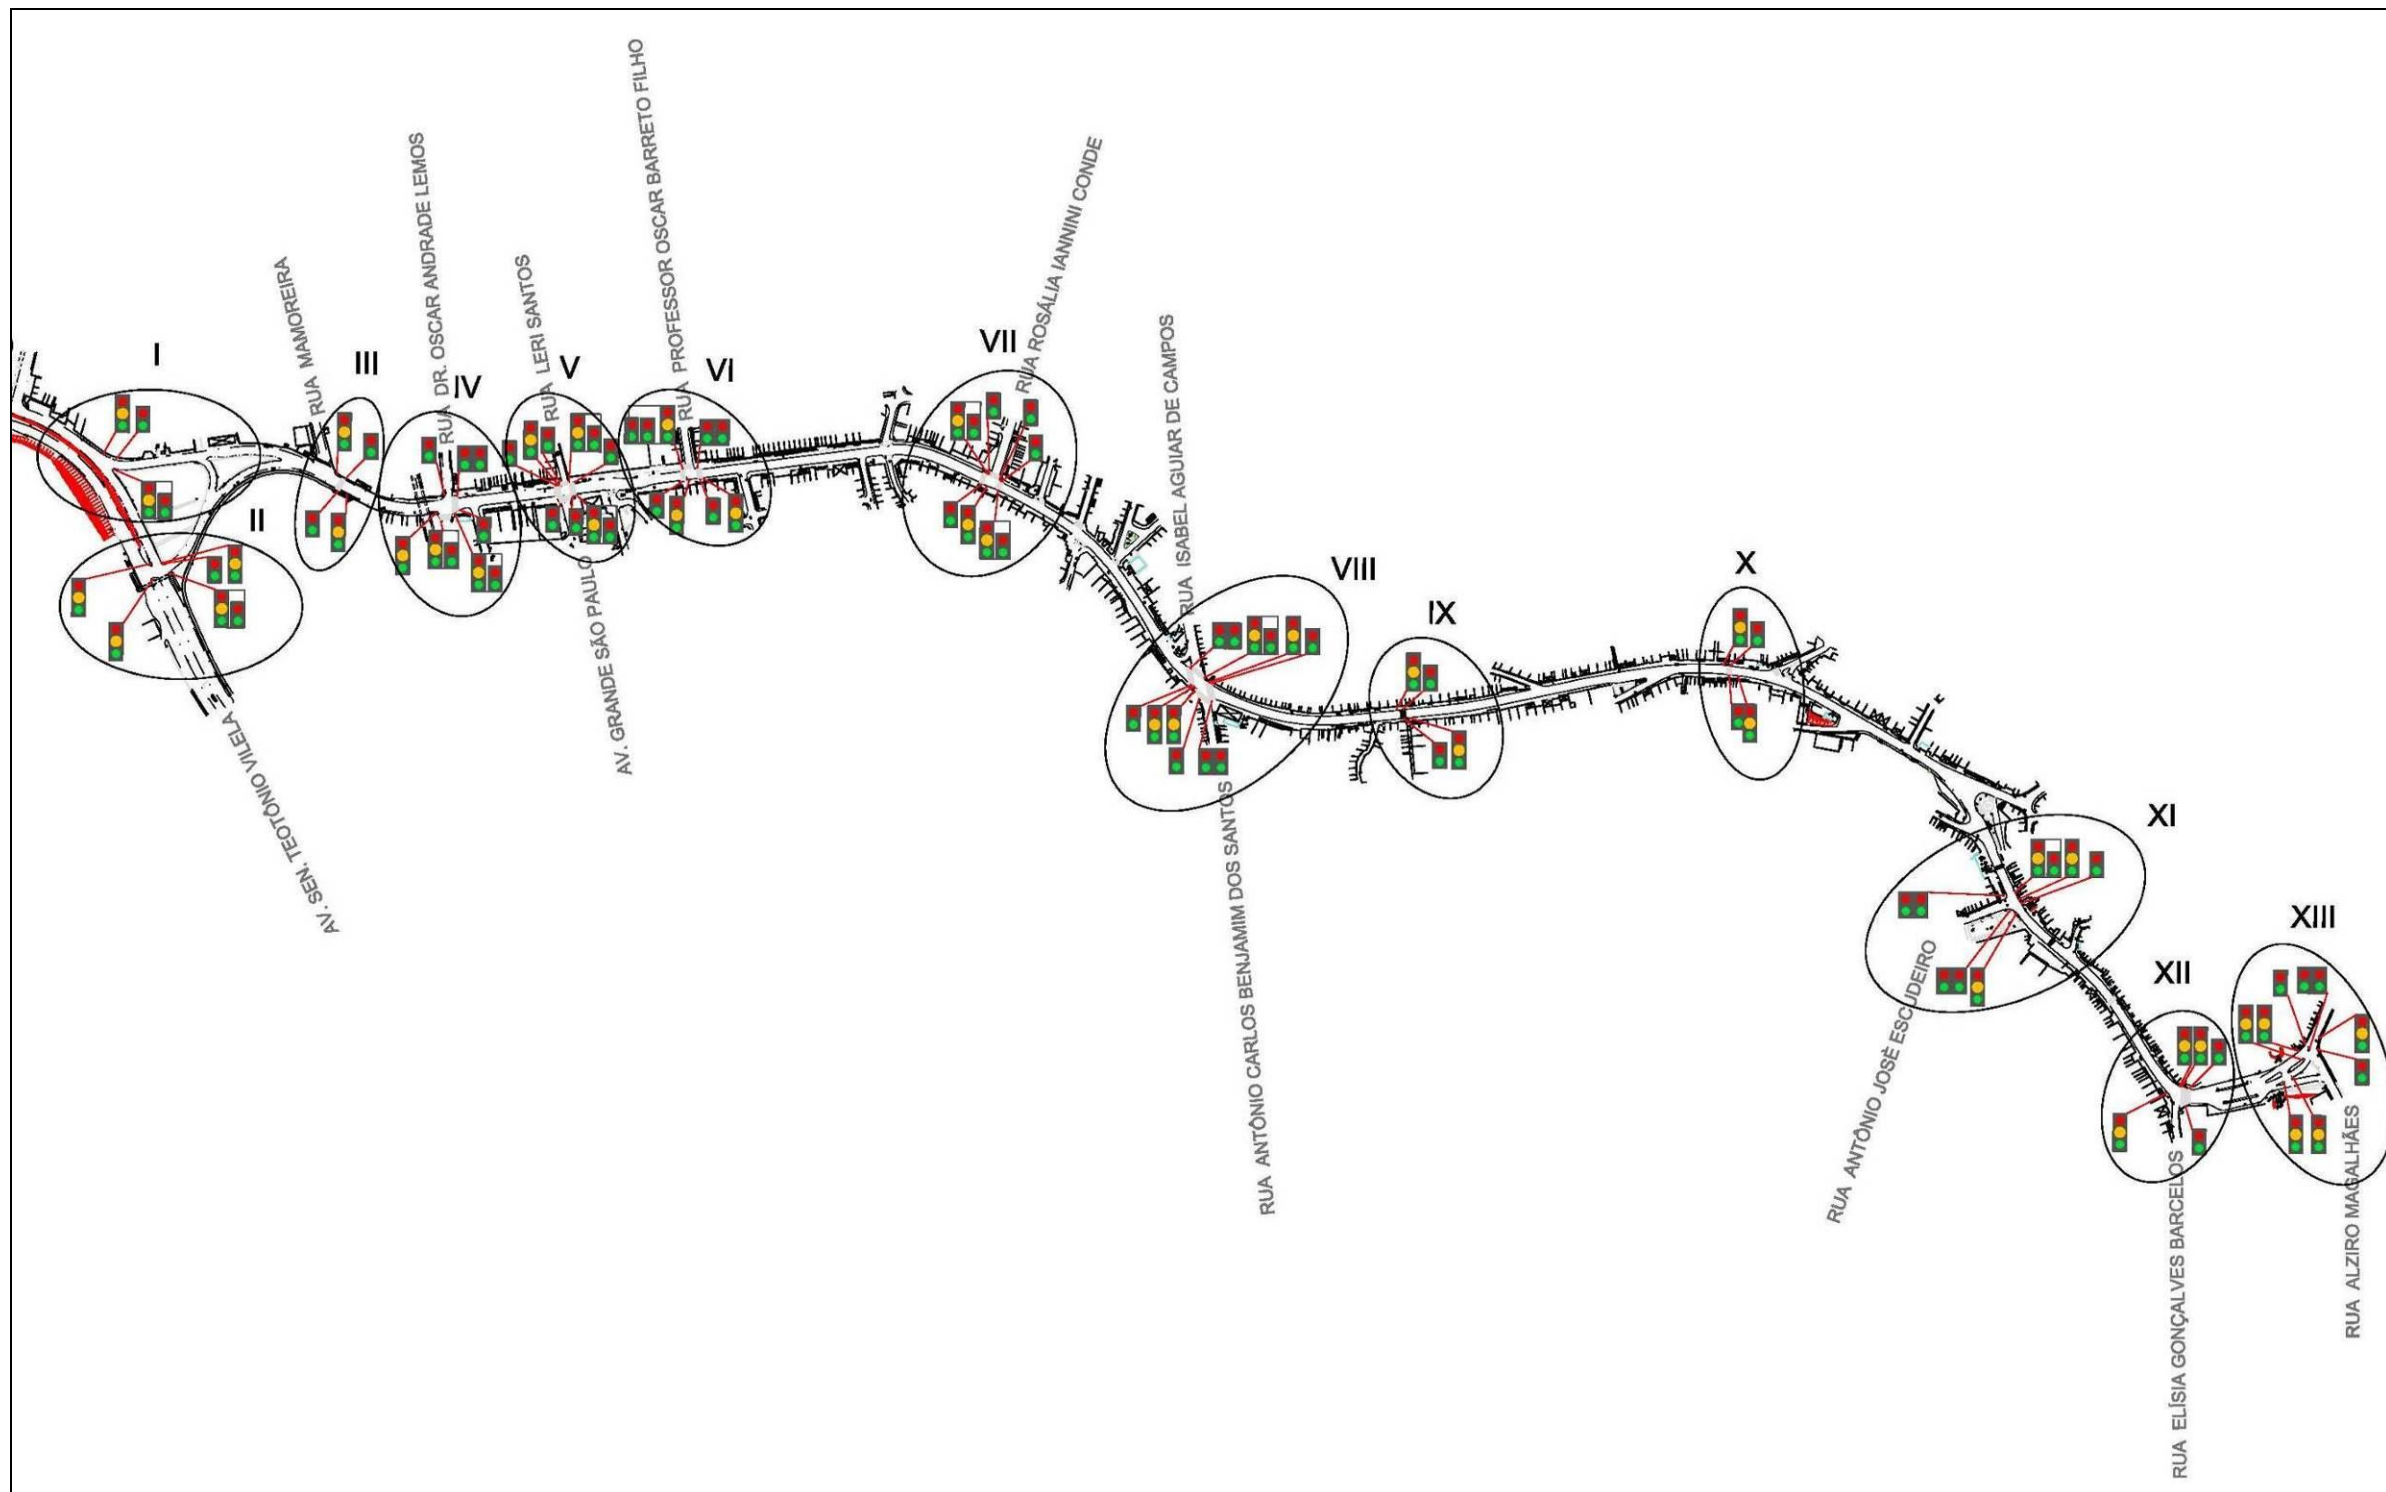 I
II
RUA MAMOREIRA
III
RUA DR. OSCAR ANDRADE LEMOS
IV
RUA LERI SANTOS
V
RUA PROFESSOR OSCAR BARRETO FILHO
VI
VII
RUA ROSÁLIA IANNINI CONDE
RUA ISABEL AGUIAR DE CAMPOS
VIII
IX
X
XI
XII
XIII
AV. SEN. TEOTÔNIO VILELA
AV. GRANDE SÃO PAULO
RUA ANTÔNIO CARLOS BENJAMIM DOS SANTOS
RUA ANTÔNIO JOSÈ ESCUDEIRO
RUA ELÍSIA GONÇALVES BARCELOS
RUA ALZIRO MAGALHÃES